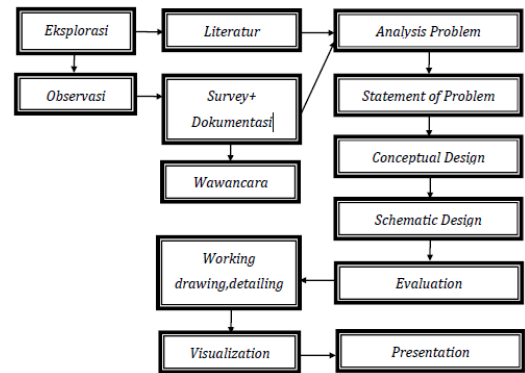 Eksplorasi
Literatur
Analysis Problem
Observasi
Survey+
Dokumentasi
Statement of Problem
Wawancara
Conceptual Design
Schematic Design
Working
drawing,detailing
Evaluation
Visualization
Presentation